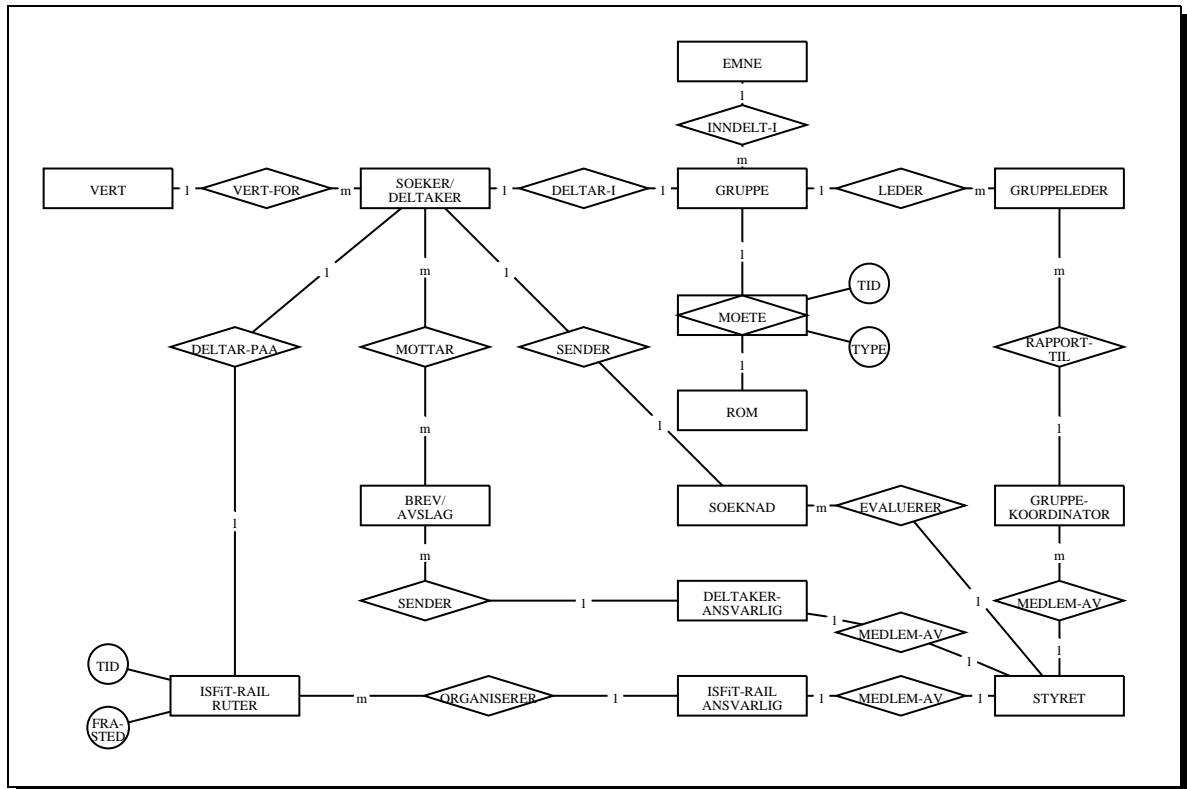 EMNE
1
INNDELT-I
m
VERT
1
VERT-FOR
m
SOEKER/
DELTAKER
1
DELTAR-I
1
GRUPPE
1
LEDER
m
GRUPPELEDER
1
m
1
1
m
TID
MOETE
TYPE
DELTAR-PAA
MOTTAR
SENDER
RAPPORT-
TIL
1
ROM
m
1
1
BREV/
AVSLAG
SOEKNAD
m
EVALUERER
GRUPPE-
KOORDINATOR
1
m
m
SENDER
1
DELTAKER-
ANSVARLIG
1
MEDLEM-AV
1
1
MEDLEM-AV
1
TID
FRA-
STED
ISFiT-RAIL
RUTER
m
ORGANISERER
1
ISFiT-RAIL
ANSVARLIG
1
MEDLEM-AV
1
STYRET